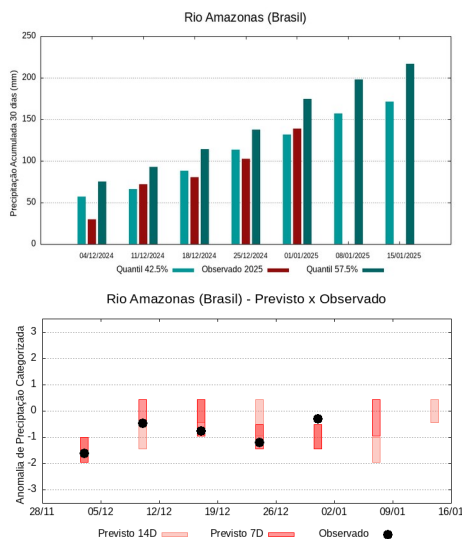 Rio Amazonas (Brasil)
Precipitação Acumulada 30 dias (mm)
250
200
150
100
50
0
04/12/2024 11/12/2024 18/12/2024 25/12/2024 01/01/2025 08/01/2025 15/01/2025
Quantil 42.5% Observado 2025 Quantil 57.5%
Rio Amazonas (Brasil) - Previsto x Observado
Anomalia de Preciptação Categorizada
3
2
1
0
-1
-2
-3
28/11 05/12 12/12 19/12 26/12 02/01 09/01 16/01
Previsto 14D Previsto 7D Observado